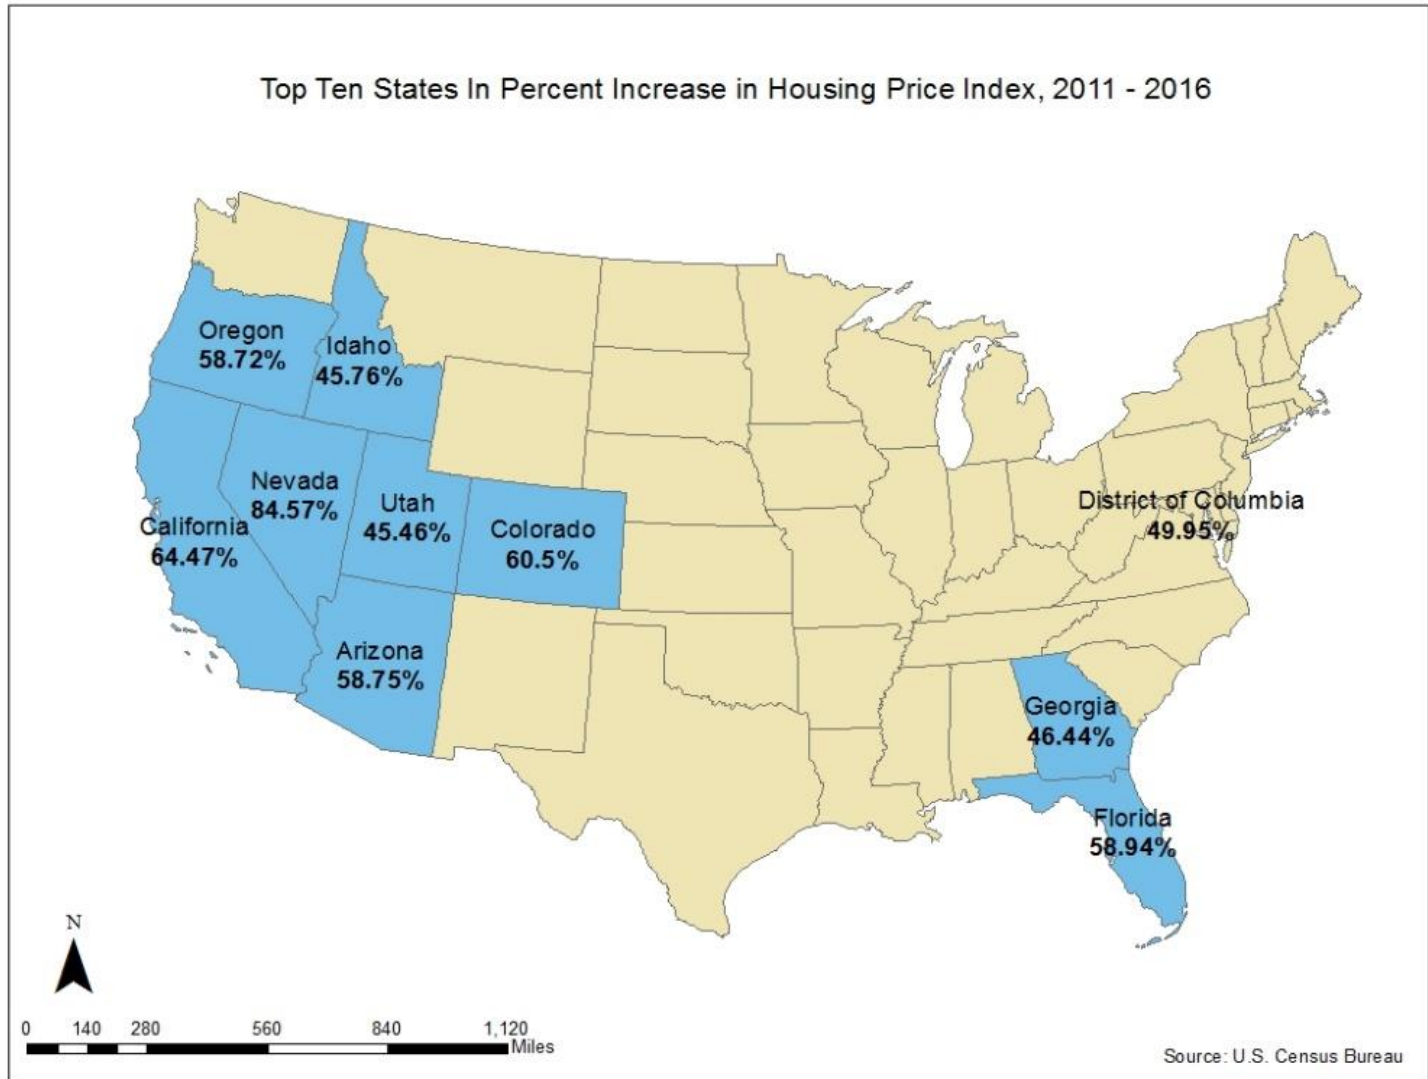 Top Ten States In Percent Increase in Housing Price Index, 2011 - 2016
Oregon
58.72%
Idaho
45.76%
Nevada
84.57%
Utah
45.46%
Colorado
60.5%
California
64.47%
District of Columbia
49.95%
Arizona
58.75%
Georgia
46.44%
Florida
58.94%
N
0 140 280 560 840 1,120
Miles
Source: U.S. Census Bureau